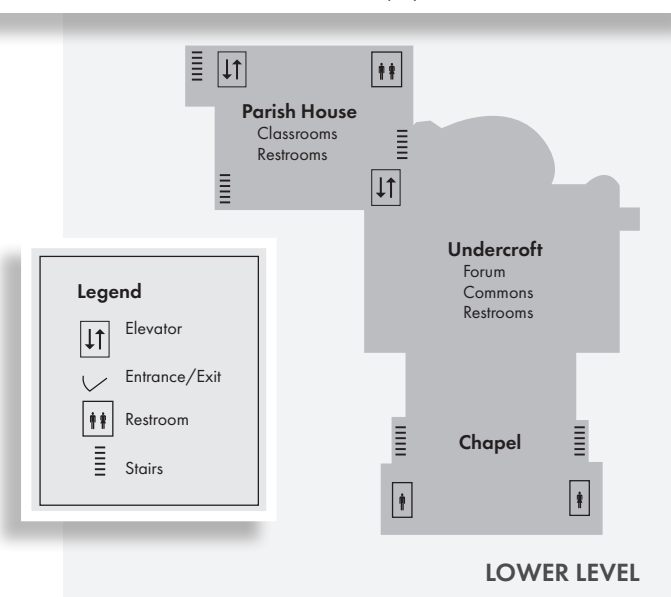 Parish House
Classrooms
Restrooms
Undercroft
Forum
Commons
Restrooms
Legend
Elevator
Entrance/Exit
Restroom
Stairs
Chapel
LOWER LEVEL